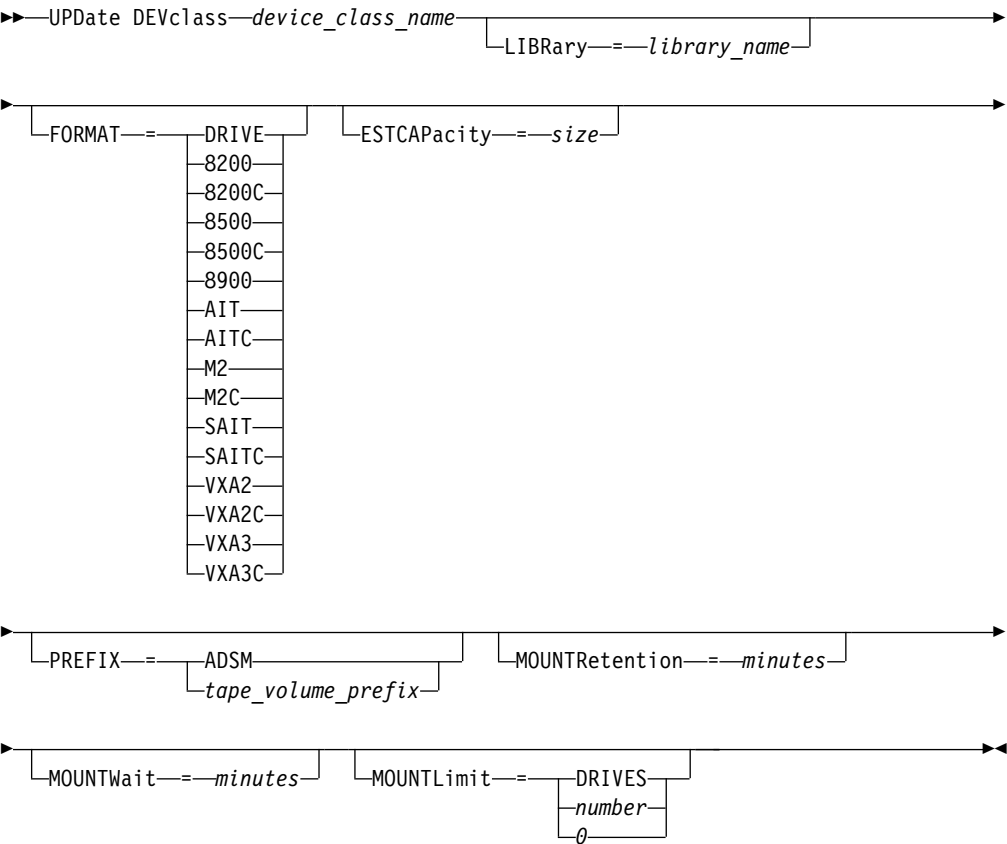 UPDate DEVclass device_class_name
LIBRary = library_name
FORMAT = DRIVE ESTCAPacity = size
8200
8200C
8500
8500C
8900
AIT
AITC
M2
M2C
SAIT
SAITC
VXA2
VXA2C
VXA3
VXA3C
PREFIX = ADSM MOUNTRetention = minutes
tape_volume_prefix
MOUNTWait = minutes MOUNTLimit = DRIVES
number
0